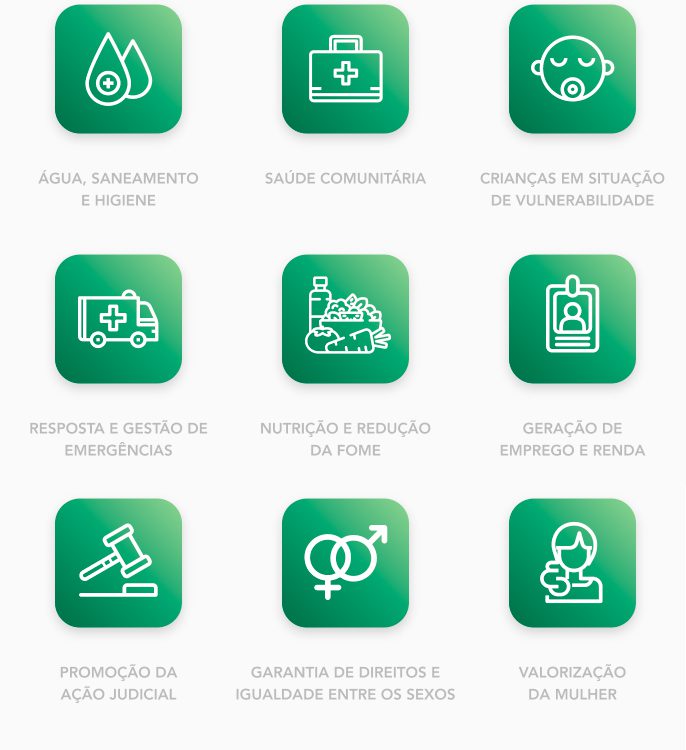 ÁGUA, SANEAMENTO
E HIGIENE
SAÚDE COMUNITÁRIA
CRIANÇAS EM SITUAÇÃO
DE VULNERABILIDADE
RESPOSTA E GESTÃO DE
EMERGÊNCIAS
NUTRIÇÃO E REDUÇÃO
DA FOME
GERAÇÃO DE
EMPREGO E RENDA
PROMOÇÃO DA
AÇÃO JUDICIAL
GARANTIA DE DIREITOS E
IGUALDADE ENTRE OS SEXOS
VALORIZAÇÃO
DA MULHER